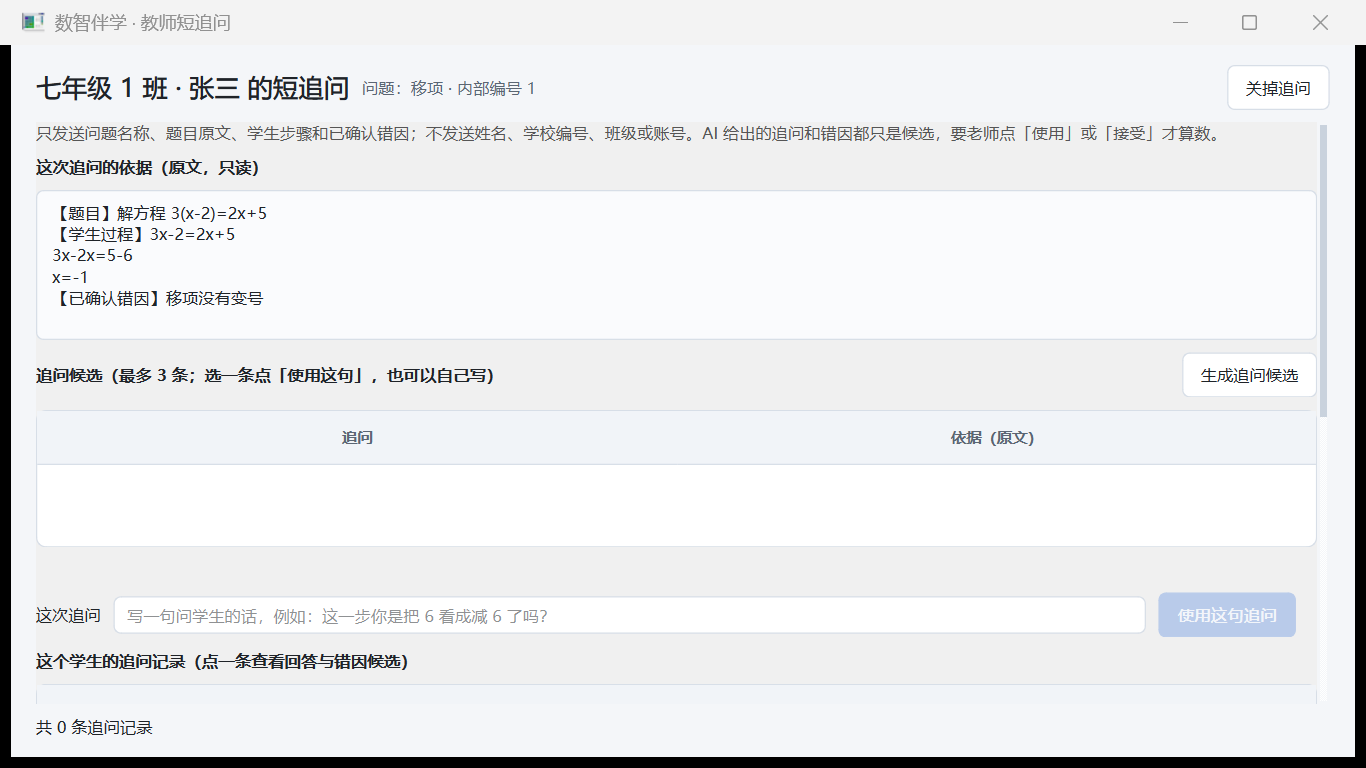 数智伴学 · 教师短追问
七年级 1 班 · 张三 的短追问 问题：移项 · 内部编号 1 关掉追问
只发送问题名称、题目原文、学生步骤和已确认错因；不发送姓名、学校编号、班级或账号。AI 给出的追问和错因都只是候选，要老师点「使用」或「接受」才算数。
这次追问的依据（原文，只读）
【题目】解方程 3(x-2)=2x+5
【学生过程】3x-2=2x+5
3x-2x=5-6
x=-1
【已确认错因】移项没有变号
追问候选（最多 3 条；选一条点「使用这句」，也可以自己写） 生成追问候选
追问 依据（原文）
这次追问 写一句问学生的话，例如：这一步你是把 6 看成减 6 了吗？ 使用这句追问
这个学生的追问记录（点一条查看回答与错因候选）
共 0 条追问记录